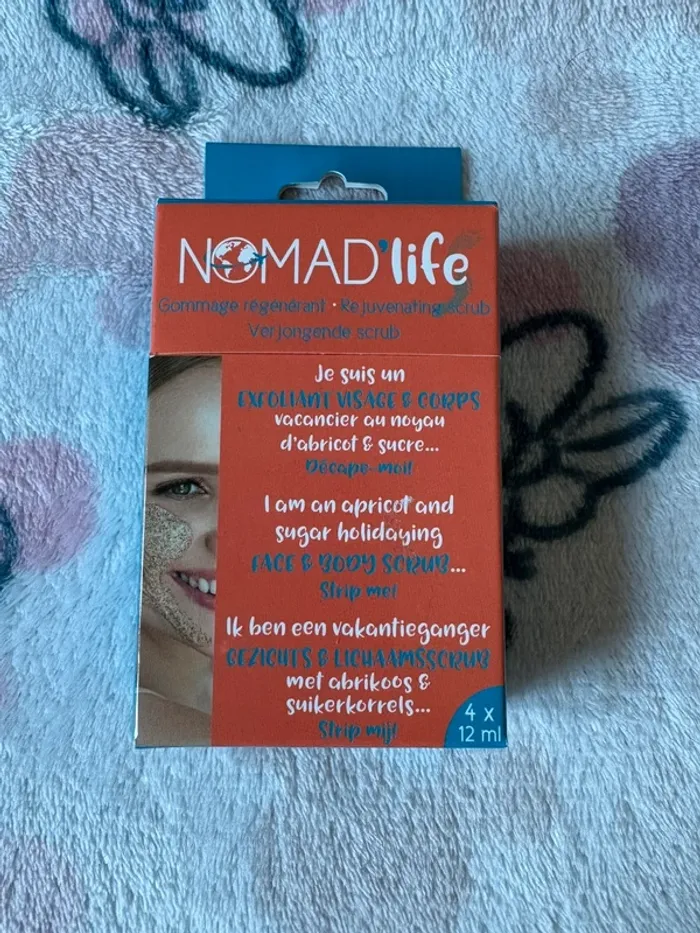 NOMAD'life
Gommage régénérant • Rejuvenating scrub
Verjongende scrub
Je suis un
EXFOLIANT VISAGE & CORPS
vacancier au noyau
d'abricot & sucre...
Décape-moi!
I am an apricot and
sugar holidaying
FACE & BODY SCRUB...
Strip me!
Ik ben een vakantieganger
GEZICHTS & LICHAAMSSCRUB
met abrikoos &
suikerkorrels...
Strip mij!
4 x
12 ml